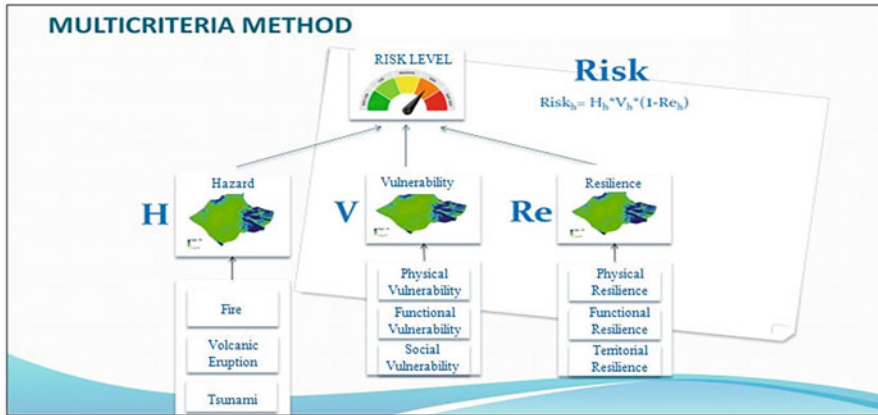 MULTICRITERIA METHOD
RISK LEVEL
Risk
Riskh= Hh*Vh*(1-Reh)
Hazard
Vulnerability
Resilience
H
V
Re
Physical
Vulnerability
Functional
Vulnerability
Social
Vulnerability
Physical
Resilience
Functional
Resilience
Territorial
Resilience
Fire
Volcanic
Eruption
Tsunami